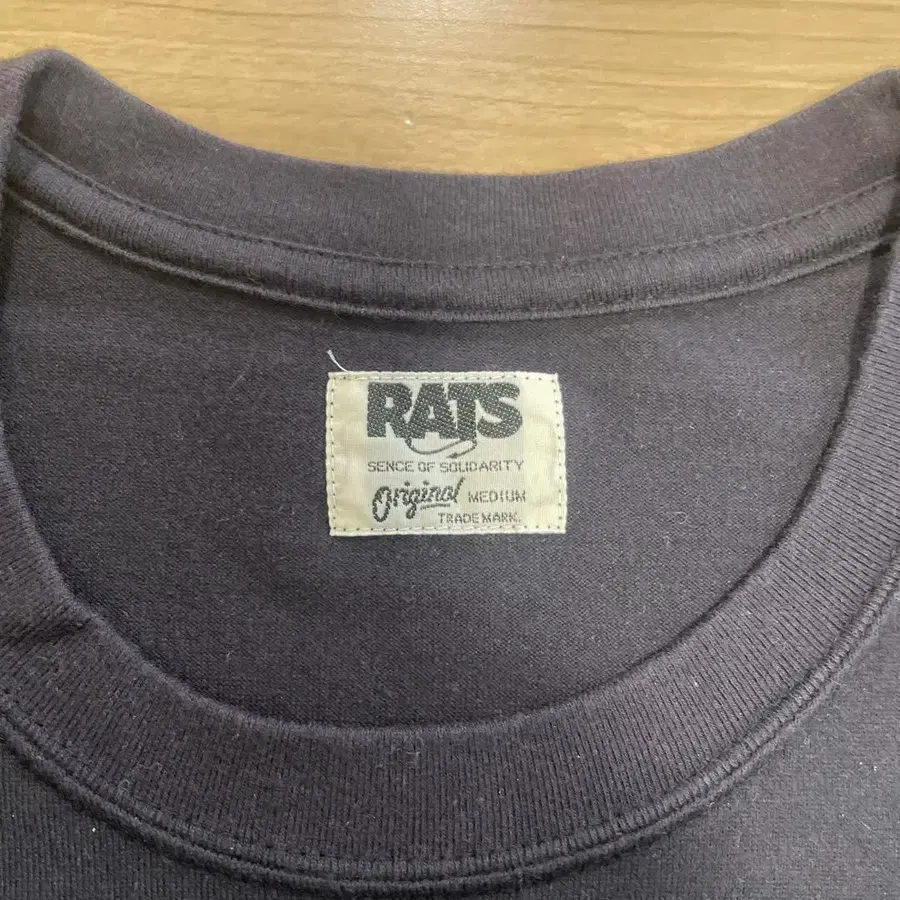 RATS
SENCE OF SOLIDARITY
Original MEDIUM
TRADE MARK.